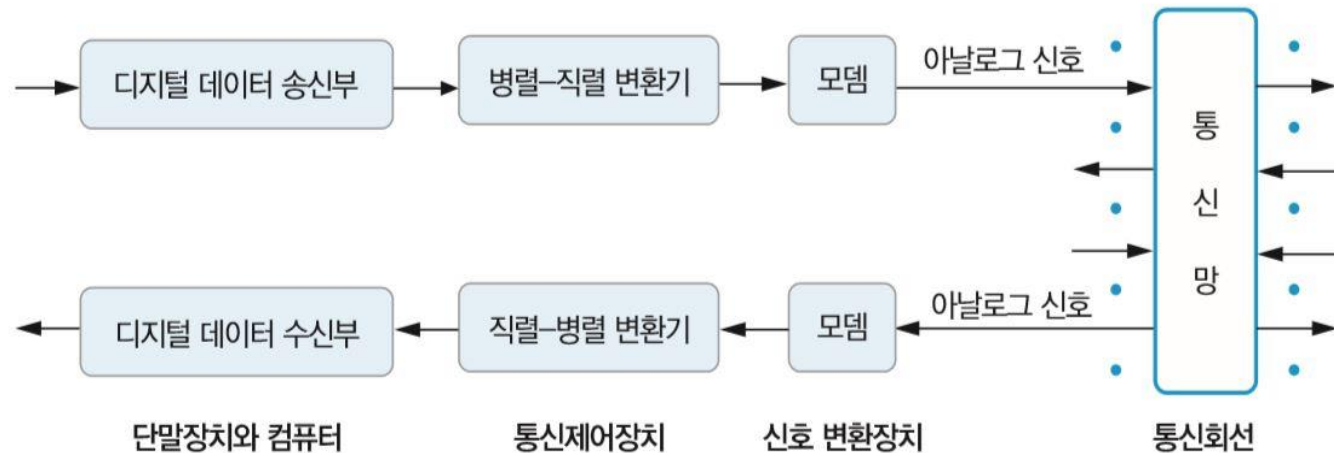 디지털 데이터 송신부
병렬–직렬 변환기
모뎀
아날로그 신호
통
신
망
디지털 데이터 수신부
직렬–병렬 변환기
모뎀
아날로그 신호
단말장치와 컴퓨터
통신제어장치
신호 변환장치
통신회선